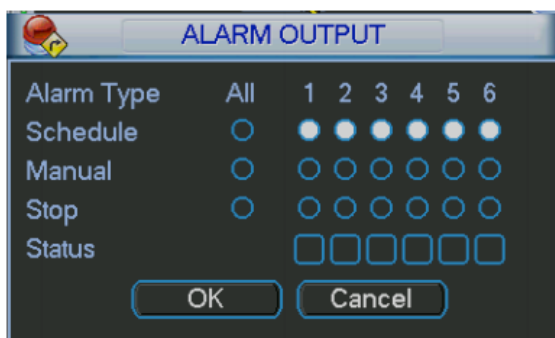 ALARM OUTPUT
Alarm Type All 1 2 3 4 5 6
Schedule
Manual
Stop
Status
OK Cancel